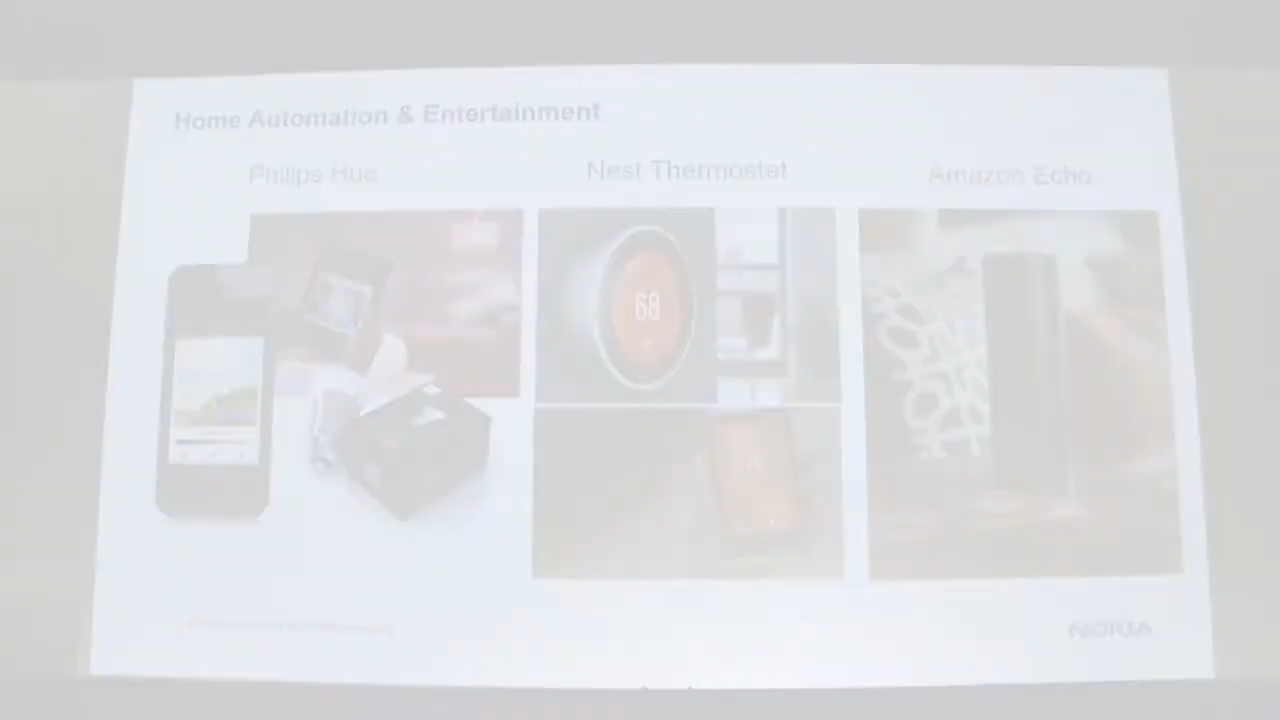 Home Automation & Entertainment
Philips Hue
Nest Thermostat
Amazon Echo
68
NOKIA